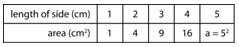 length of side (cm) 1 2 3 4 5
area (cm²) 1 4 9 16 a = 5²